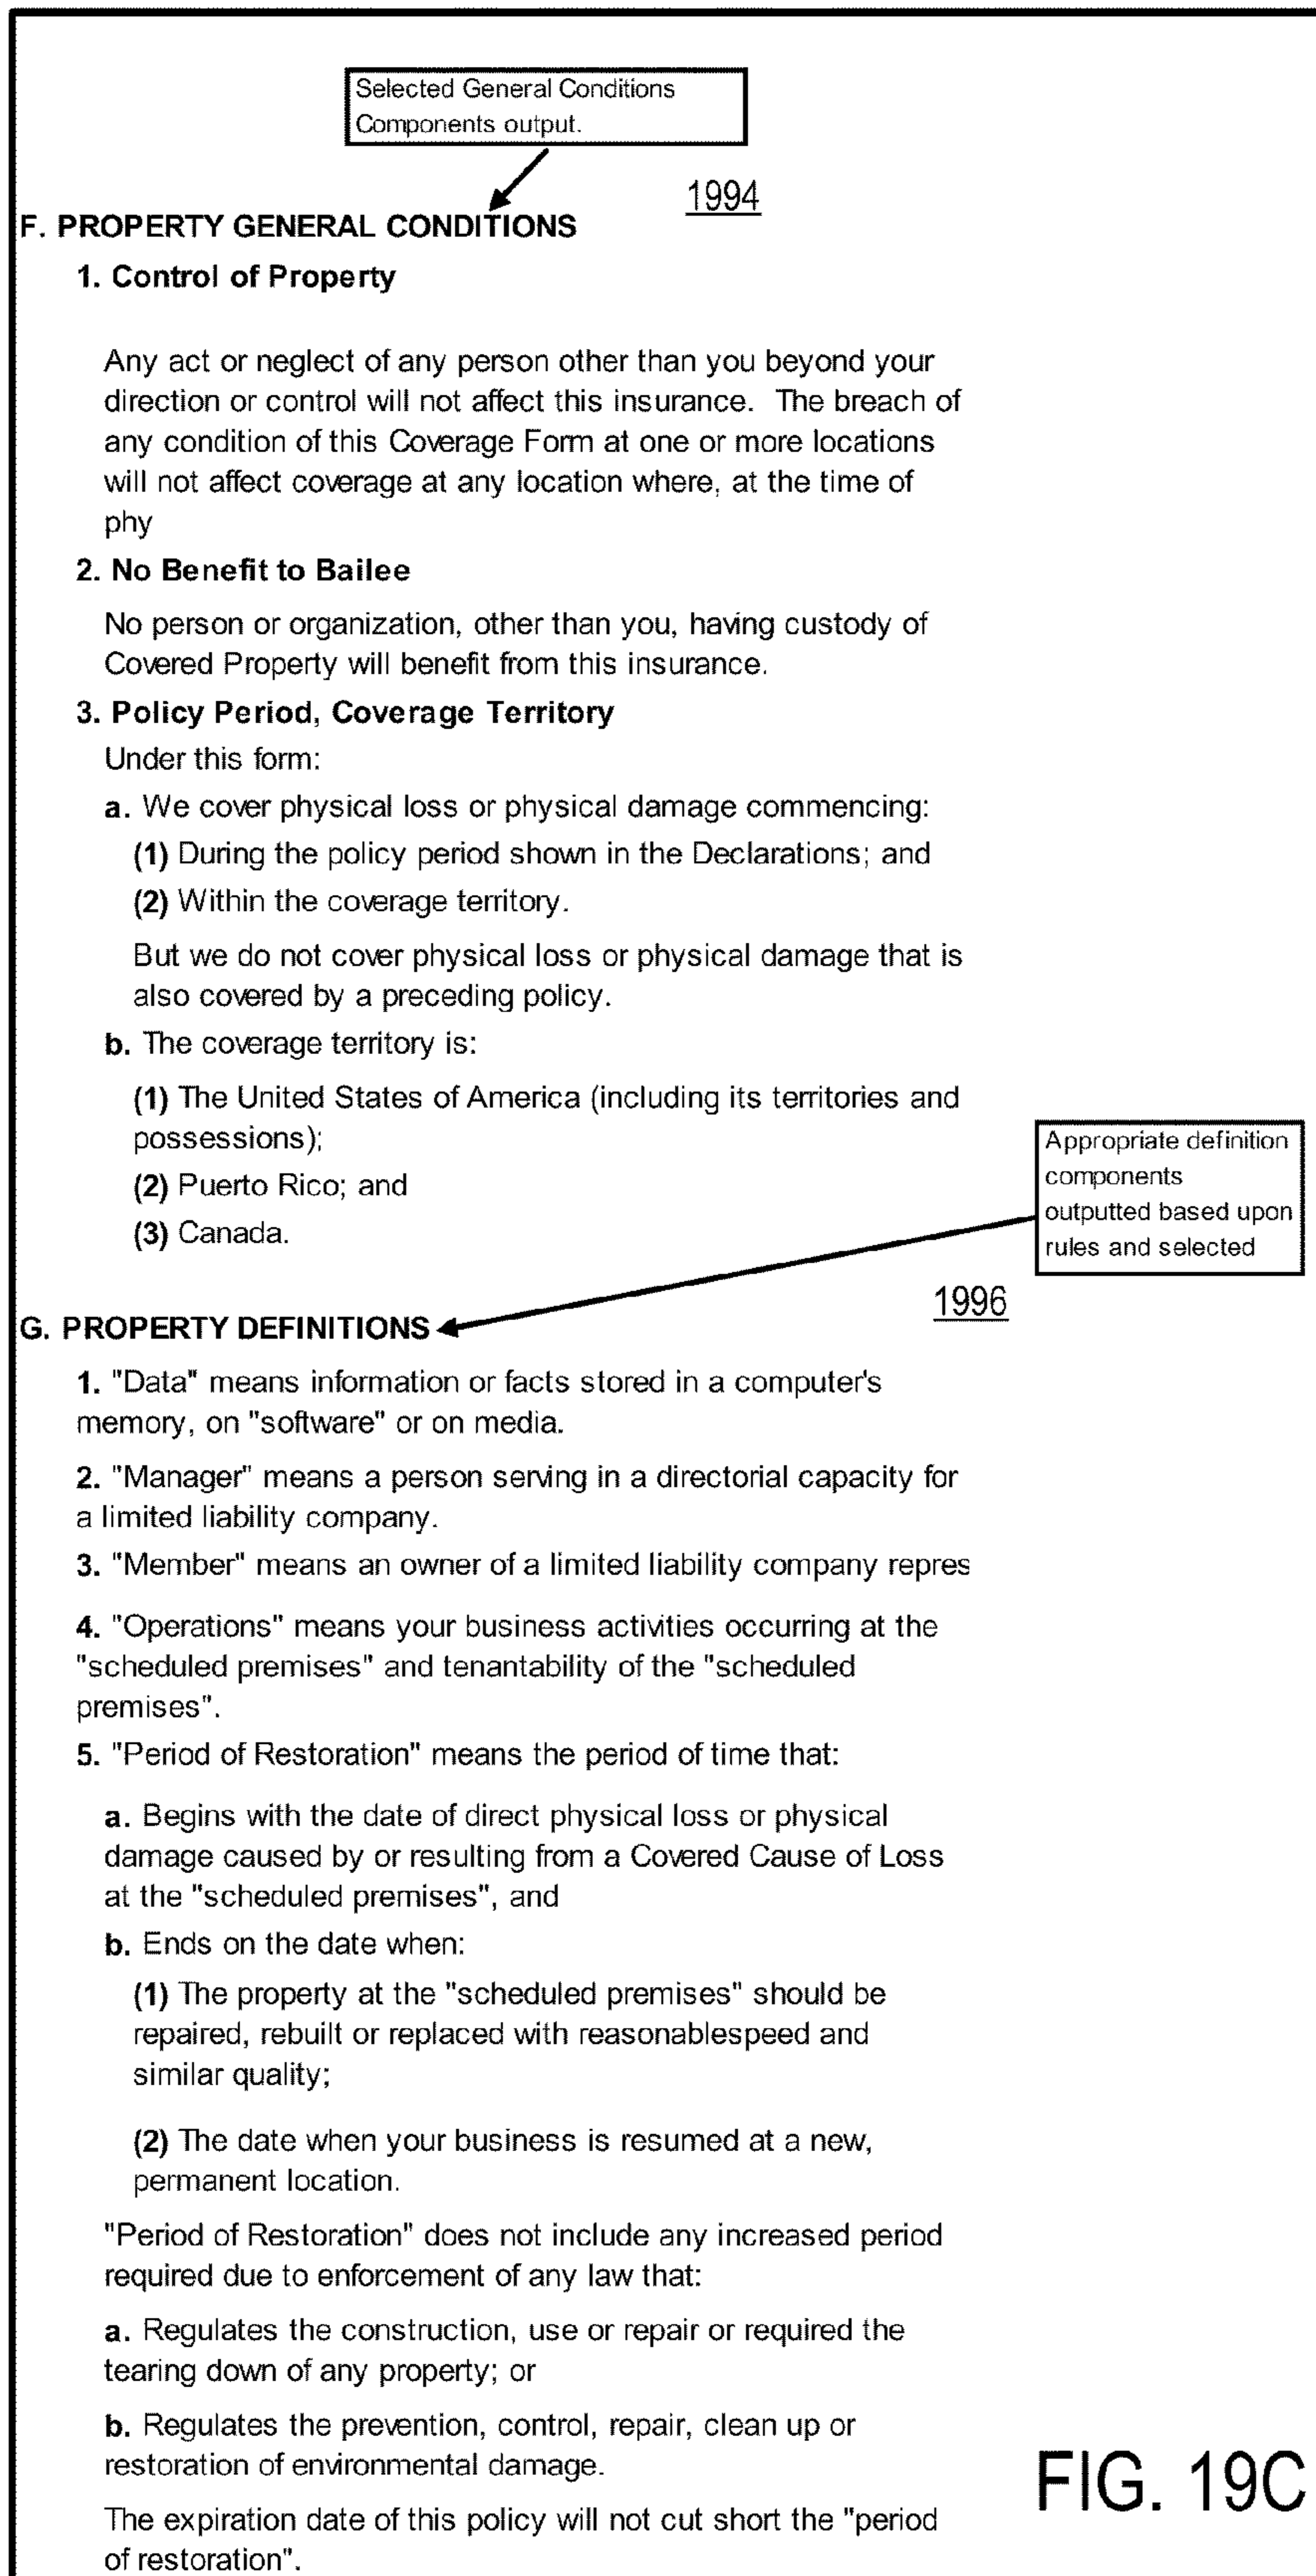 Selected General Conditions
Components output.
1994
F. PROPERTY GENERAL CONDITIONS
1. Control of Property
Any act or neglect of any person other than you beyond your
direction or control will not affect this insurance. The breach of
any condition of this Coverage Form at one or more locations
will not affect coverage at any location where, at the time of
phy
2. No Benefit to Bailee
No person or organization, other than you, having custody of
Covered Property will benefit from this insurance.
3. Policy Period, Coverage Territory
Under this form:
a. We cover physical loss or physical damage commencing:
(1) During the policy period shown in the Declarations; and
(2) Within the coverage territory.
But we do not cover physical loss or physical damage that is
also covered by a preceding policy.
b. The coverage territory is:
(1) The United States of America (including its territories and
possessions);
(2) Puerto Rico; and
(3) Canada.
Appropriate definition
components
outputted based upon
rules and selected
1996
G. PROPERTY DEFINITIONS
1. "Data" means information or facts stored in a computer's
memory, on "software" or on media.
2. "Manager" means a person serving in a directorial capacity for
a limited liability company.
3. "Member" means an owner of a limited liability company repres
4. "Operations" means your business activities occurring at the
"scheduled premises" and tenantability of the "scheduled
premises".
5. "Period of Restoration" means the period of time that:
a. Begins with the date of direct physical loss or physical
damage caused by or resulting from a Covered Cause of Loss
at the "scheduled premises", and
b. Ends on the date when:
(1) The property at the "scheduled premises" should be
repaired, rebuilt or replaced with reasonablespeed and
similar quality;
(2) The date when your business is resumed at a new,
permanent location.
"Period of Restoration" does not include any increased period
required due to enforcement of any law that:
a. Regulates the construction, use or repair or required the
tearing down of any property; or
b. Regulates the prevention, control, repair, clean up or
restoration of environmental damage.
The expiration date of this policy will not cut short the "period
of restoration".
FIG. 19C